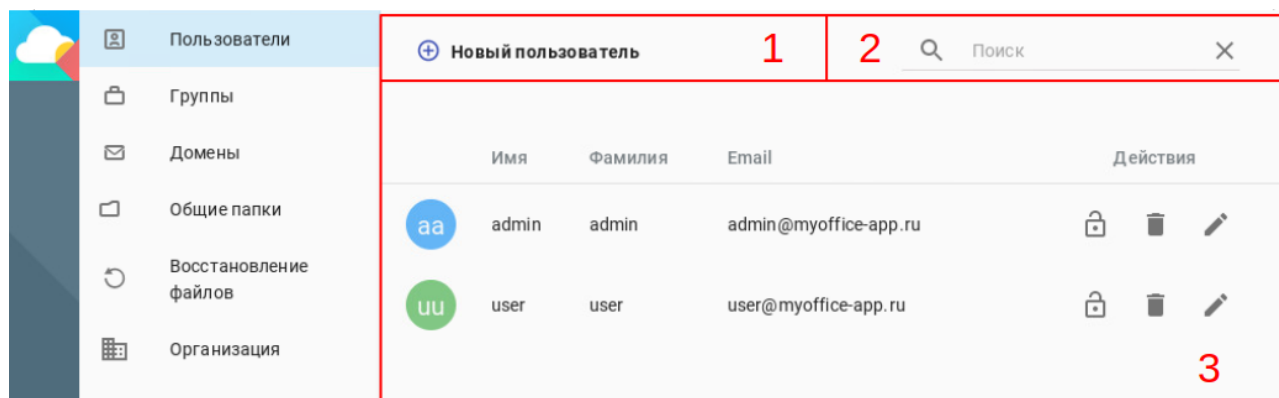 Пользователи
Группы
Домены
Общие папки
Восстановление
файлов
Организация
Новый пользователь 1 2 Поиск
Имя Фамилия Email Действия
aa admin admin admin@myoffice-app.ru
uu user user user@myoffice-app.ru
3